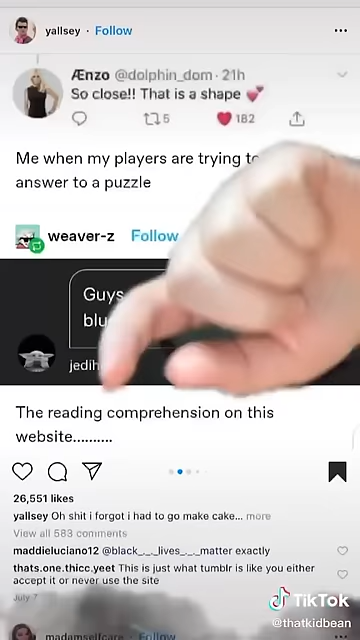 yallsey · Follow
Ænzo @dolphin_dom · 21h
So close!! That is a shape 💕
5 182
Me when my players are trying
answer to a puzzle
weaver-z Follow
Guys
jedih
The reading comprehension on this
website..........
26,551 likes
yallsey Oh shit i forgot i had to go make cake... more
View all 583 comments
maddieluciano12 @black_._._lives_._._matter exactly
thats.one.thicc.yeet This is just what tumblr is like you either
accept it or never use the site
July 7
TikTok
@thatkidbean
madamselfcare Follow